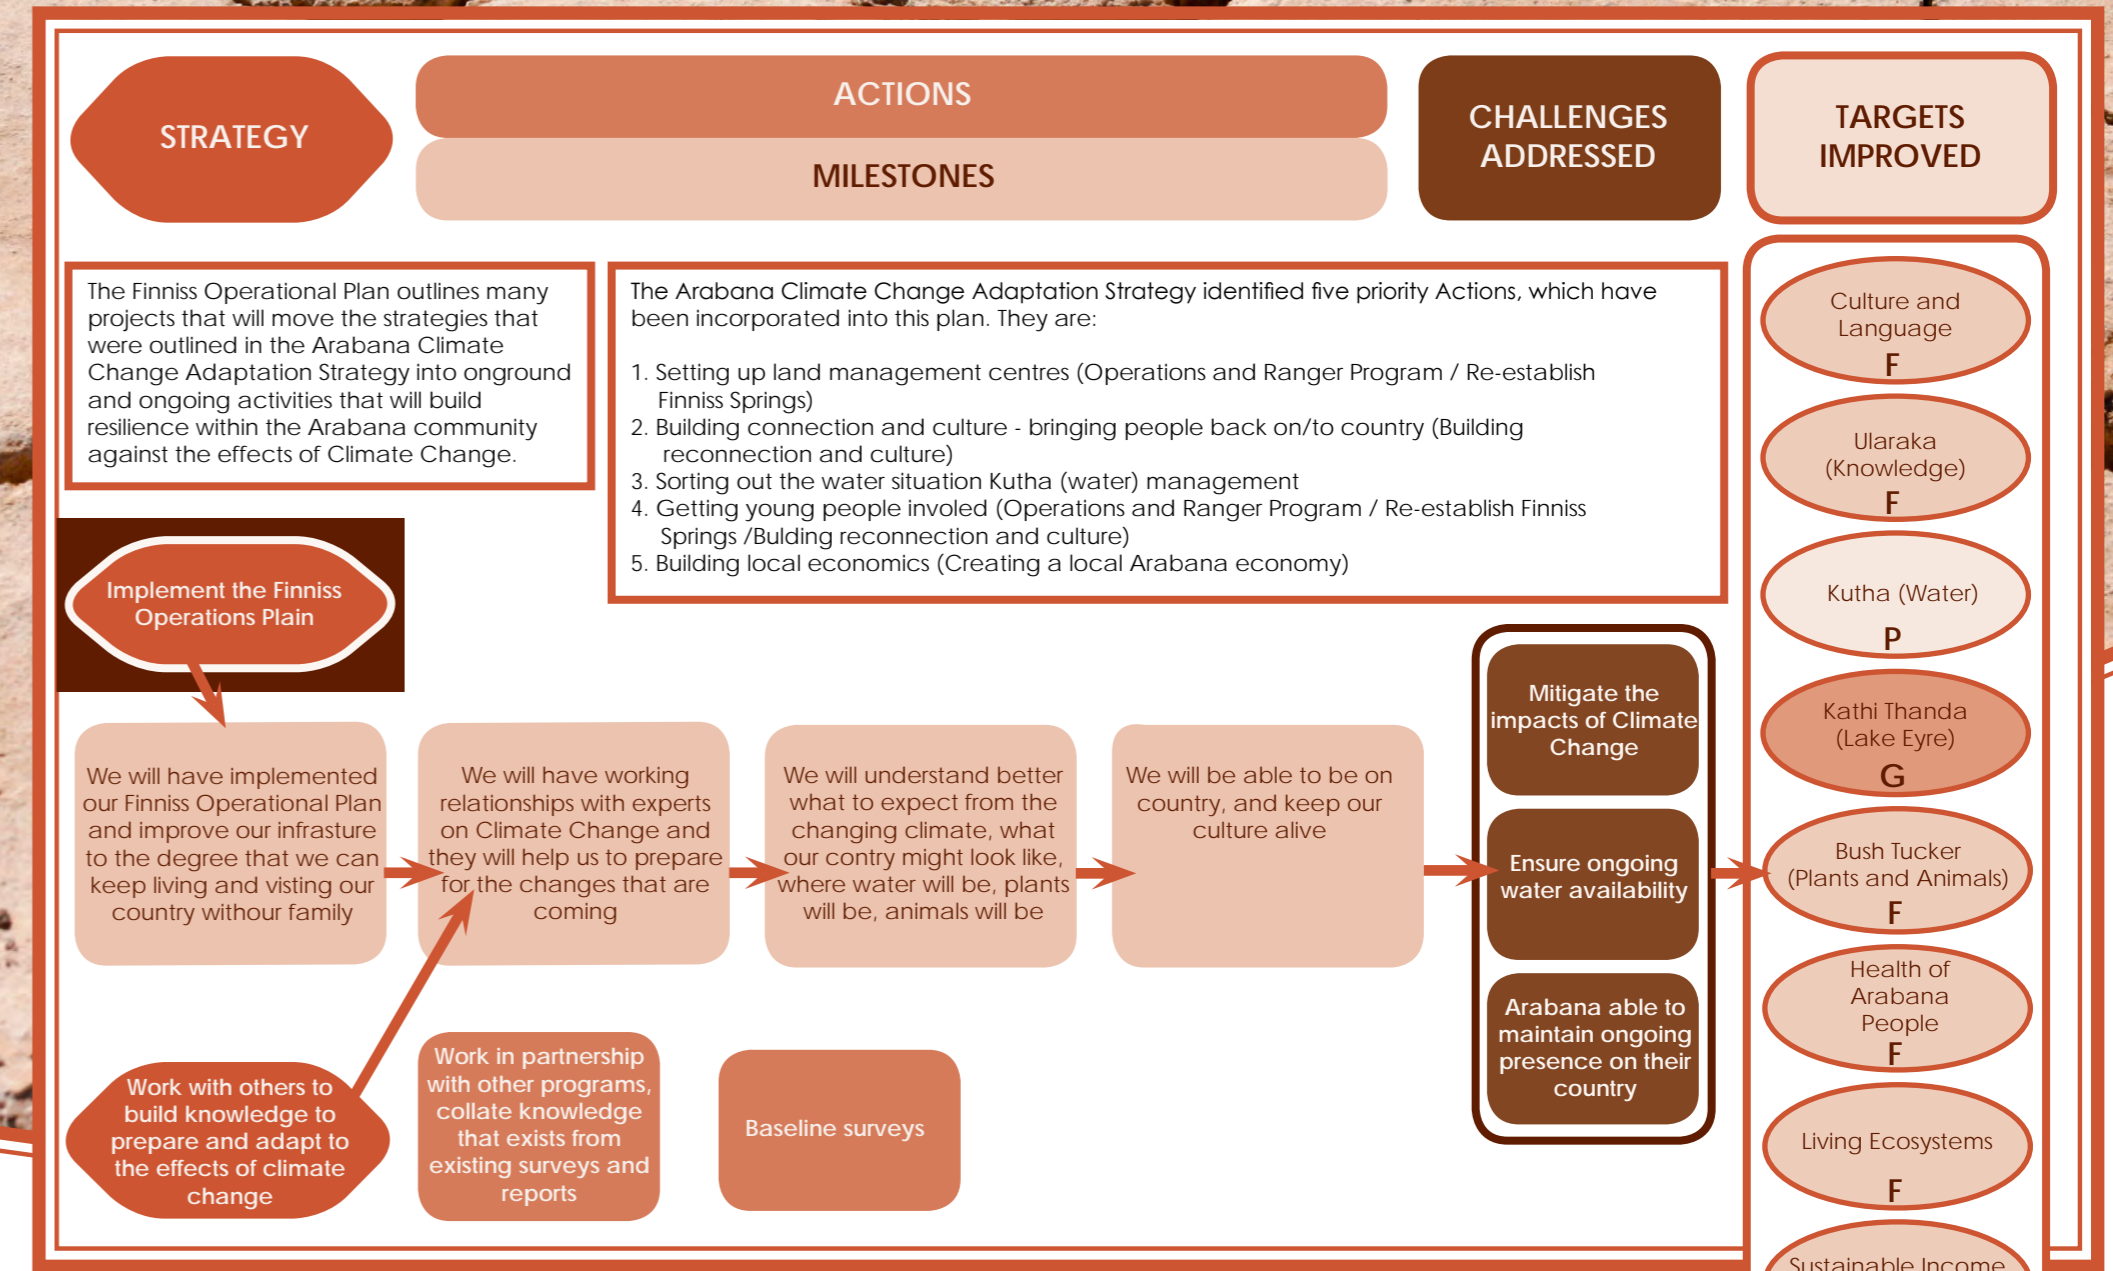 STRATEGY
ACTIONS
MILESTONES
CHALLENGES
ADDRESSED
TARGETS
IMPROVED
The Finniss Operational Plan outlines many
projects that will move the strategies that
were outlined in the Arabana Climate
Change Adaptation Strategy into onground
and ongoing activities that will build
resilience within the Arabana community
against the effects of Climate Change.
The Arabana Climate Change Adaptation Strategy identified five priority Actions, which have
been incorporated into this plan. They are:
1. Setting up land management centres (Operations and Ranger Program / Re-establish
Finniss Springs)
2. Building connection and culture - bringing people back on/to country (Building
reconnection and culture)
3. Sorting out the water situation Kutha (water) management
4. Getting young people involed (Operations and Ranger Program / Re-establish Finniss
Springs /Bulding reconnection and culture)
5. Building local economics (Creating a local Arabana economy)
Implement the Finniss
Operations Plain
We will have implemented
our Finniss Operational Plan
and improve our infrasture
to the degree that we can
keep living and visting our
country withour family
We will have working
relationships with experts
on Climate Change and
they will help us to prepare
for the changes that are
coming
We will understand better
what to expect from the
changing climate, what
our contry might look like,
where water will be, plants
will be, animals will be
We will be able to be on
country, and keep our
culture alive
Work with others to
build knowledge to
prepare and adapt to
the effects of climate
change
Work in partnership
with other programs,
collate knowledge
that exists from
existing surveys and
reports
Baseline surveys
Mitigate the
impacts of Climate
Change
Ensure ongoing
water availability
Arabana able to
maintain ongoing
presence on their
country
Culture and
Language
F
Ularaka
(Knowledge)
F
Kutha (Water)
P
Kathi Thanda
(Lake Eyre)
G
Bush Tucker
(Plants and Animals)
F
Health of
Arabana
People
F
Living Ecosystems
F
Sustainable Income